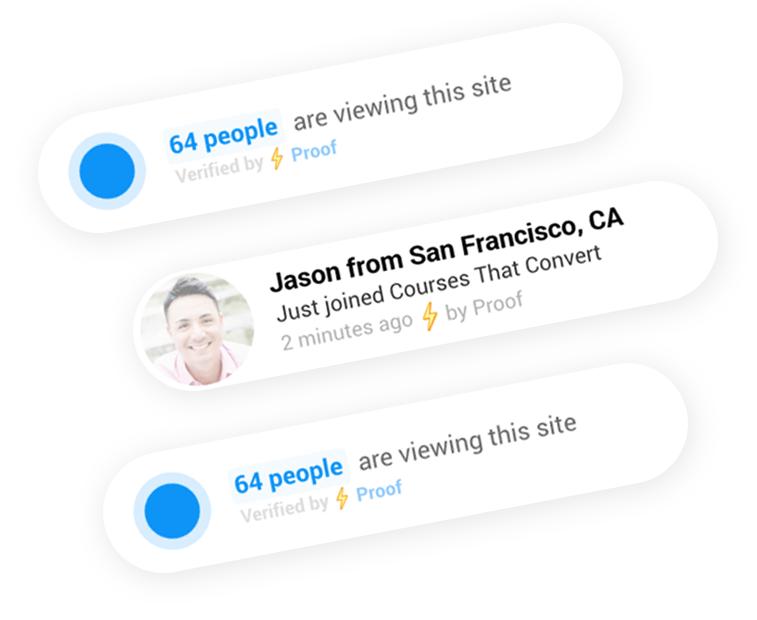 64 people are viewing this site
Verified by Proof
Jason from San Francisco, CA
Just joined Courses That Convert
2 minutes ago by Proof
64 people are viewing this site
Verified by Proof